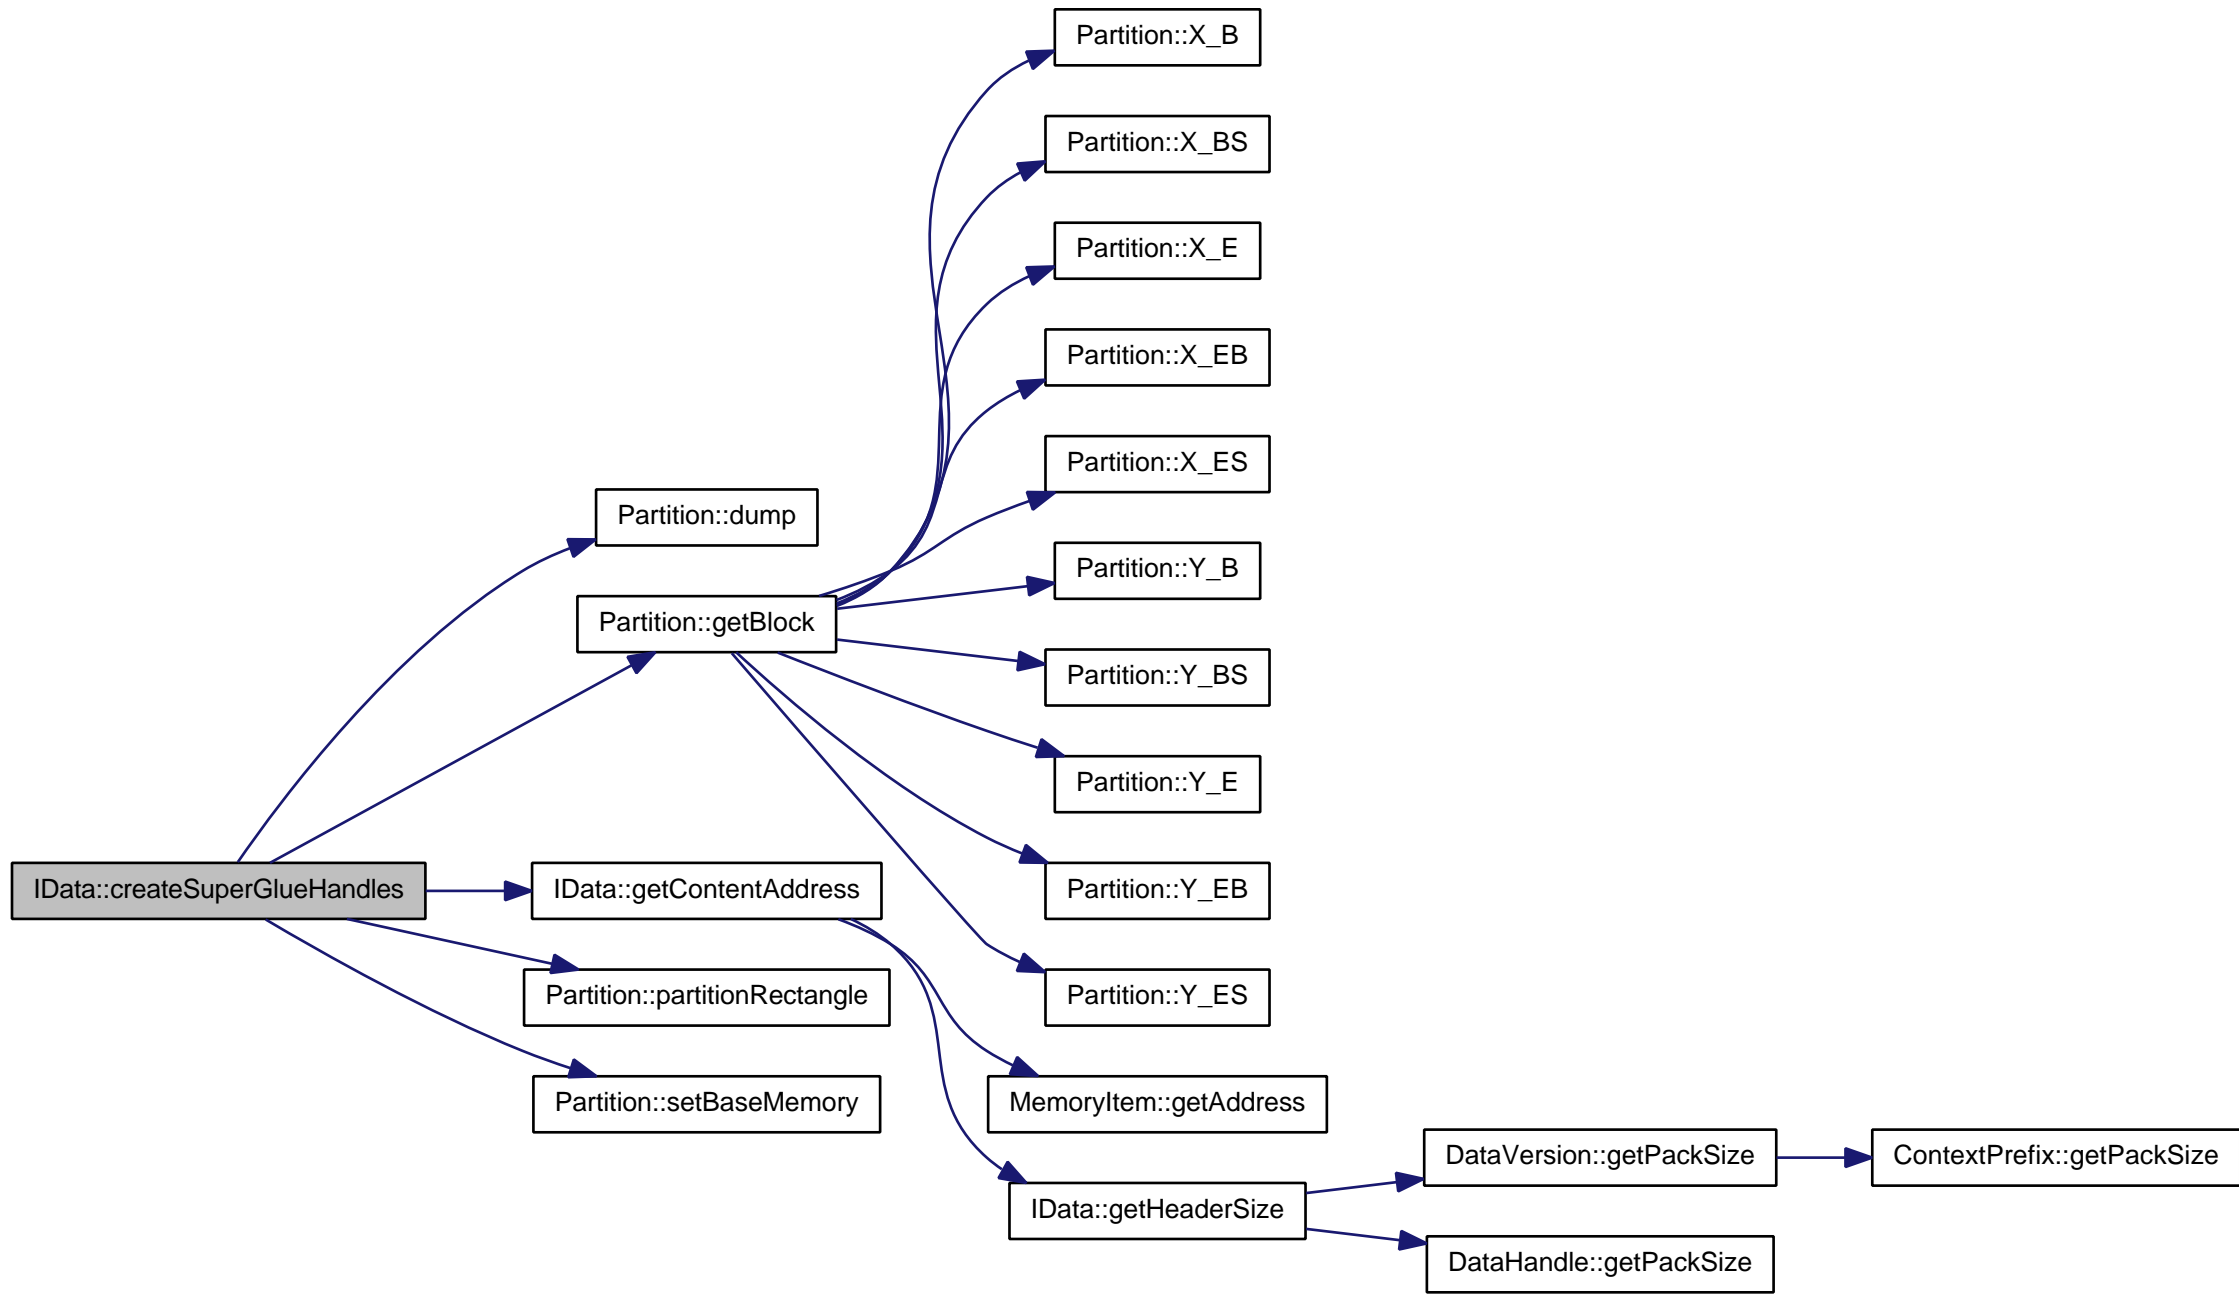 Partition::X_B
Partition::X_BS
Partition::X_E
Partition::X_EB
Partition::X_ES
Partition::dump
Partition::Y_B
Partition::getBlock
Partition::Y_BS
Partition::Y_E
IData::createSuperGlueHandles
IData::getContentAddress
Partition::Y_EB
Partition::partitionRectangle
Partition::Y_ES
Partition::setBaseMemory
MemoryItem::getAddress
DataVersion::getPackSize
ContextPrefix::getPackSize
IData::getHeaderSize
DataHandle::getPackSize